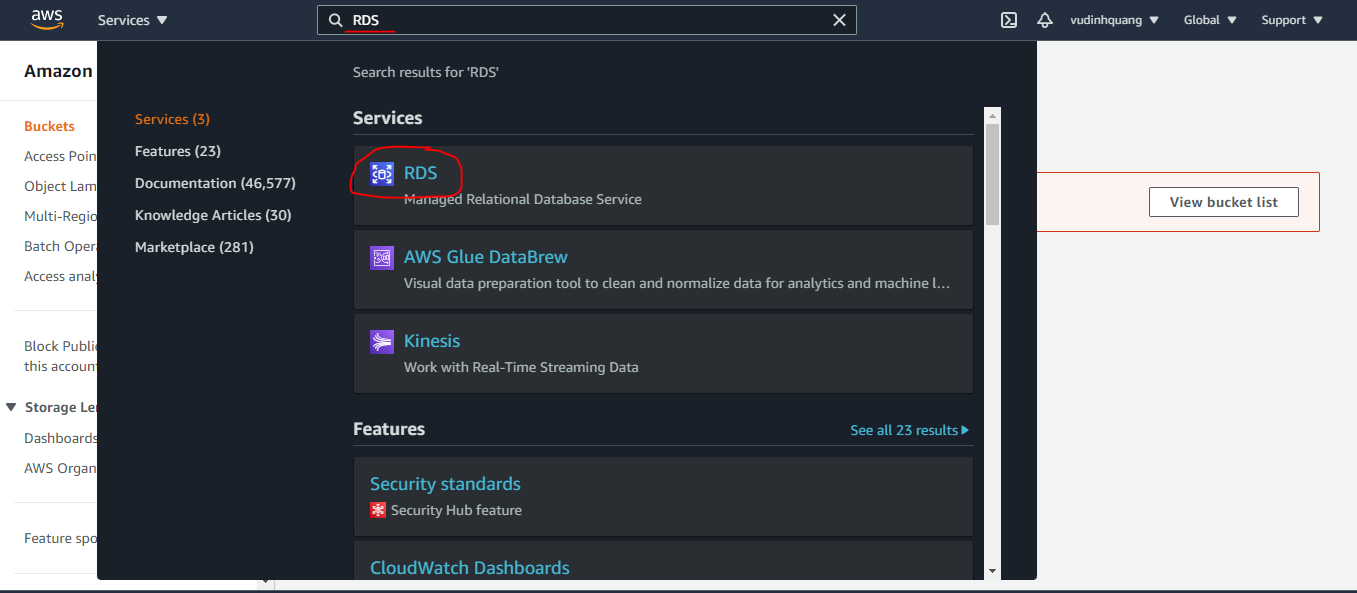 aws
Services
RDS
vudinhquang
Global
Support
Amazon
Buckets
Access Poin
Object Lam
Multi-Regio
Batch Oper
Access analy
Block Public
this account
Storage Len
Dashboards
AWS Organ
Feature spo
Search results for 'RDS'
Services (3)
Features (23)
Documentation (46,577)
Knowledge Articles (30)
Marketplace (281)
Services
RDS
Managed Relational Database Service
AWS Glue DataBrew
Visual data preparation tool to clean and normalize data for analytics and machine l...
Kinesis
Work with Real-Time Streaming Data
Features
See all 23 results
Security standards
Security Hub feature
CloudWatch Dashboards
View bucket list